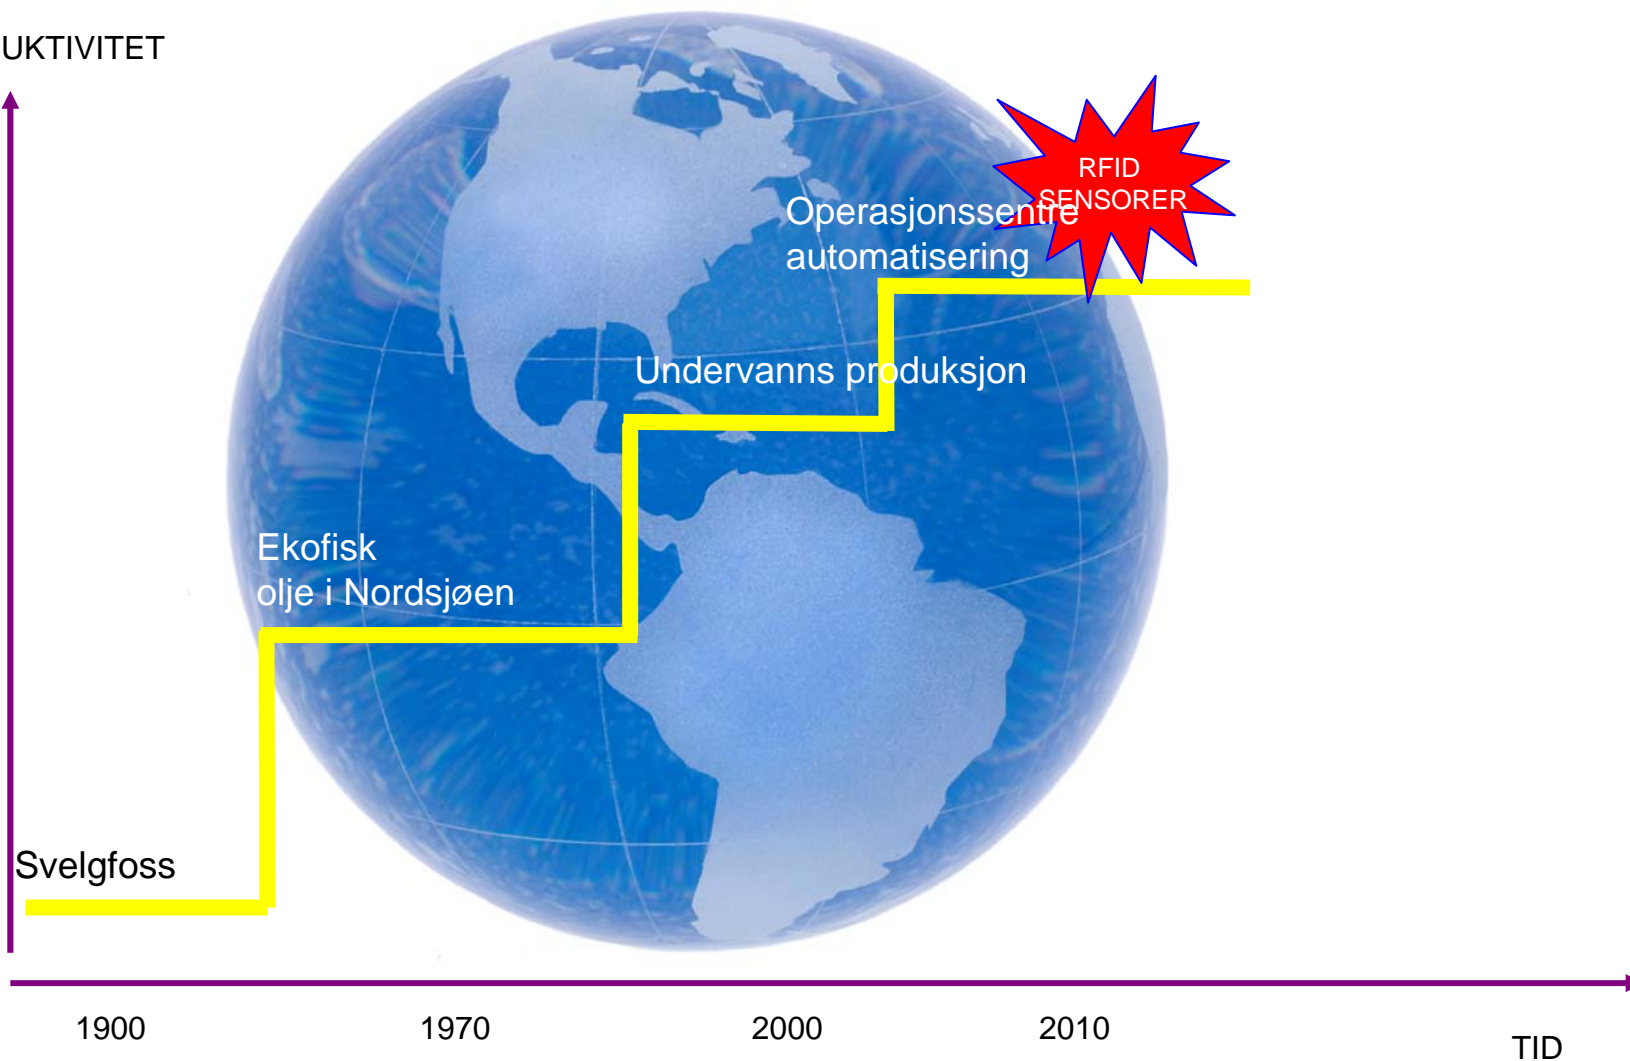 UKTIVITET
RFID
SENSORER
Operasjonssentre
automatisering
Undervanns produksjon
Ekofisk
olje i Nordsjøen
Svelgfoss
1900 1970 2000 2010
TID